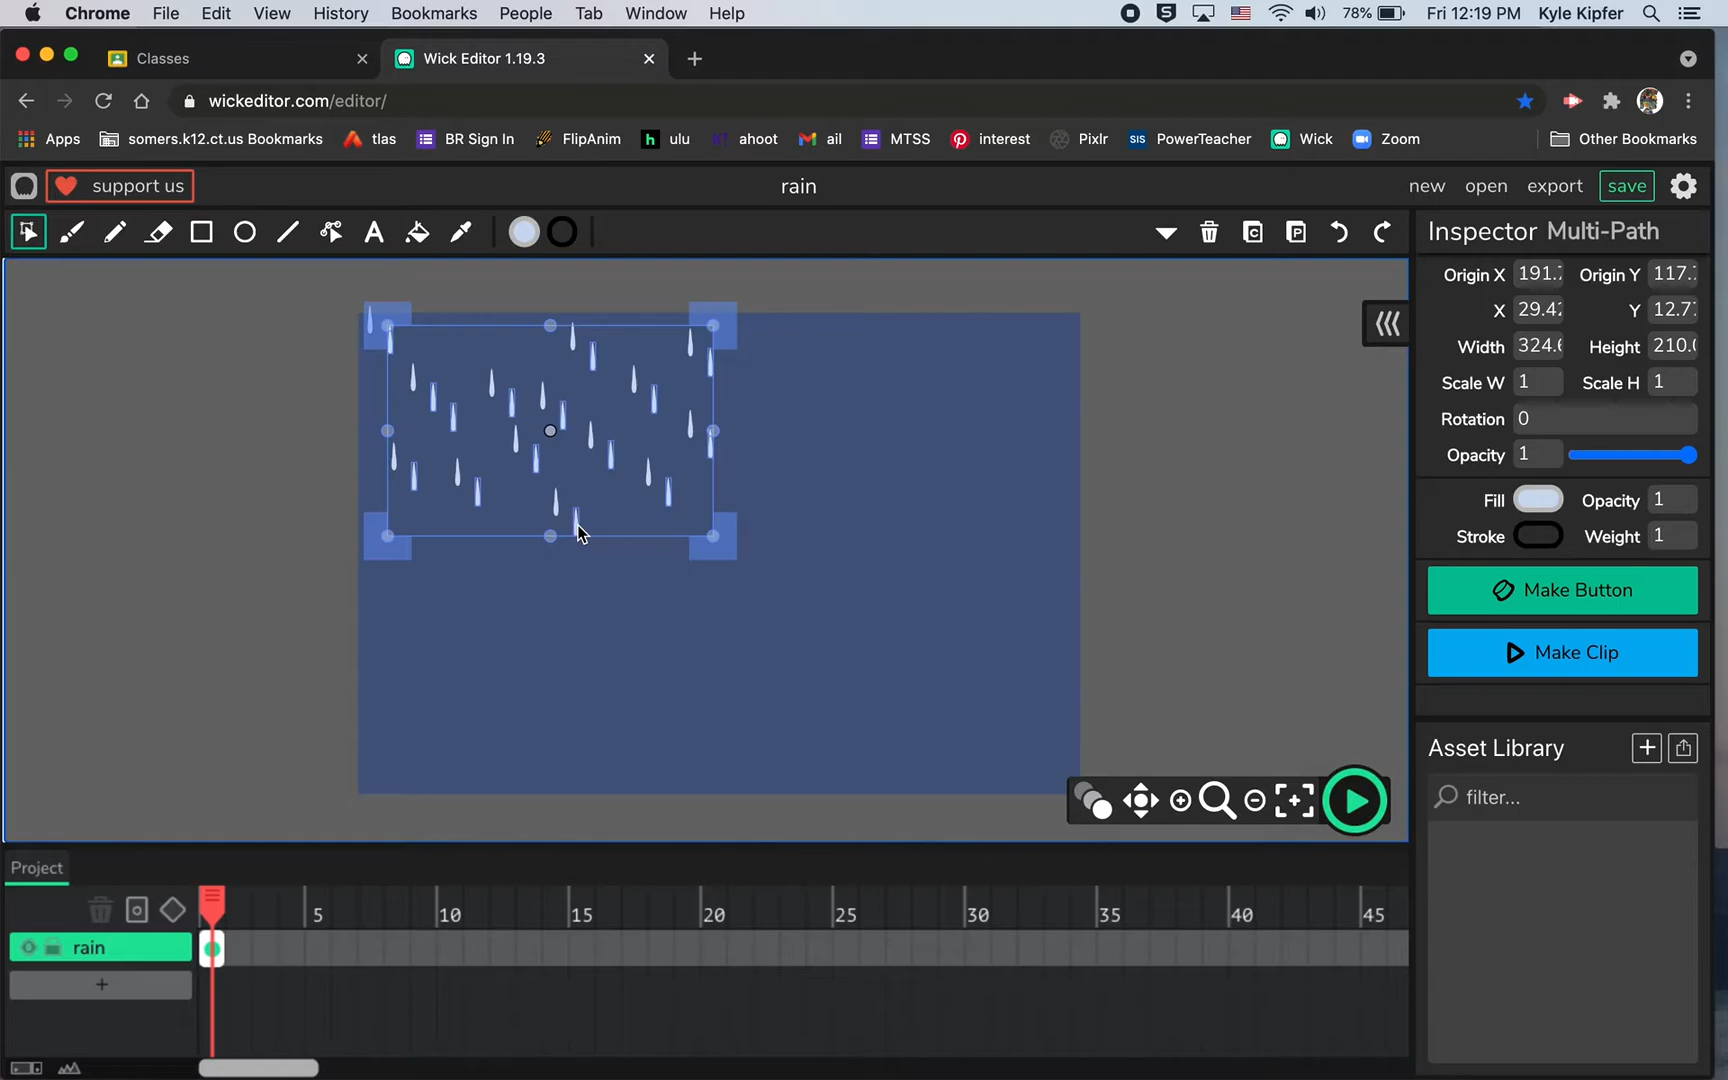 Chrome File Edit View History Bookmarks People Tab Window Help 78% Fri 12:19 PM Kyle Kipfer
Classes Wick Editor 1.19.3
wickeditor.com/editor/
Apps somers.k12.ct.us Bookmarks tlas BR Sign In FlipAnim ulu ahoot ail MTSS interest Pixlr SIS PowerTeacher Wick Zoom Other Bookmarks
support us rain new open export save
Inspector Multi-Path
Origin X 191. Origin Y 117.
X 29.4 Y 12.7
Width 324.6 Height 210.0
Scale W 1 Scale H 1
Rotation 0
Opacity 1
Fill Opacity 1
Stroke Weight 1
Make Button
Make Clip
Asset Library
filter...
Project
5 10 15 20 25 30 35 40 45
rain